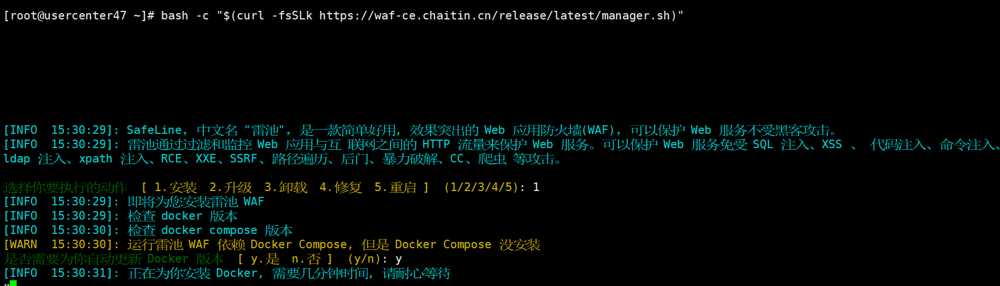 [root@usercenter47 ~]# bash -c "$(curl -fsSLk https://waf-ce.chaitin.cn/release/latest/manager.sh)"
[INFO  15:30:29]: SafeLine，中文名 "雷池"，是一款简单好用, 效果突出的 Web 应用防火墙(WAF)，可以保护 Web 服务不受黑客攻击。
[INFO  15:30:29]: 雷池通过过滤和监控 Web 应用与互 联网之间的 HTTP 流量来保护 Web 服务。可以保护 Web 服务免受 SQL 注入、XSS 、 代码注入、命令注入、
ldap 注入、xpath 注入、RCE、XXE、SSRF、路径遍历、后门、暴力破解、CC、爬虫 等攻击。
选择你要执行的动作  [ 1.安装  2.升级  3.卸载  4.修复  5.重启 ]  (1/2/3/4/5): 1
[INFO  15:30:29]: 即将为您安装雷池 WAF
[INFO  15:30:29]: 检查 docker 版本
[INFO  15:30:30]: 检查 docker compose 版本
[WARN  15:30:30]: 运行雷池 WAF 依赖 Docker Compose, 但是 Docker Compose 没安装
是否需要为你自动更新 Docker 版本  [ y.是  n.否 ]  (y/n): y
[INFO  15:30:31]: 正在为你安装 Docker, 需要几分钟时间, 请耐心等待
..